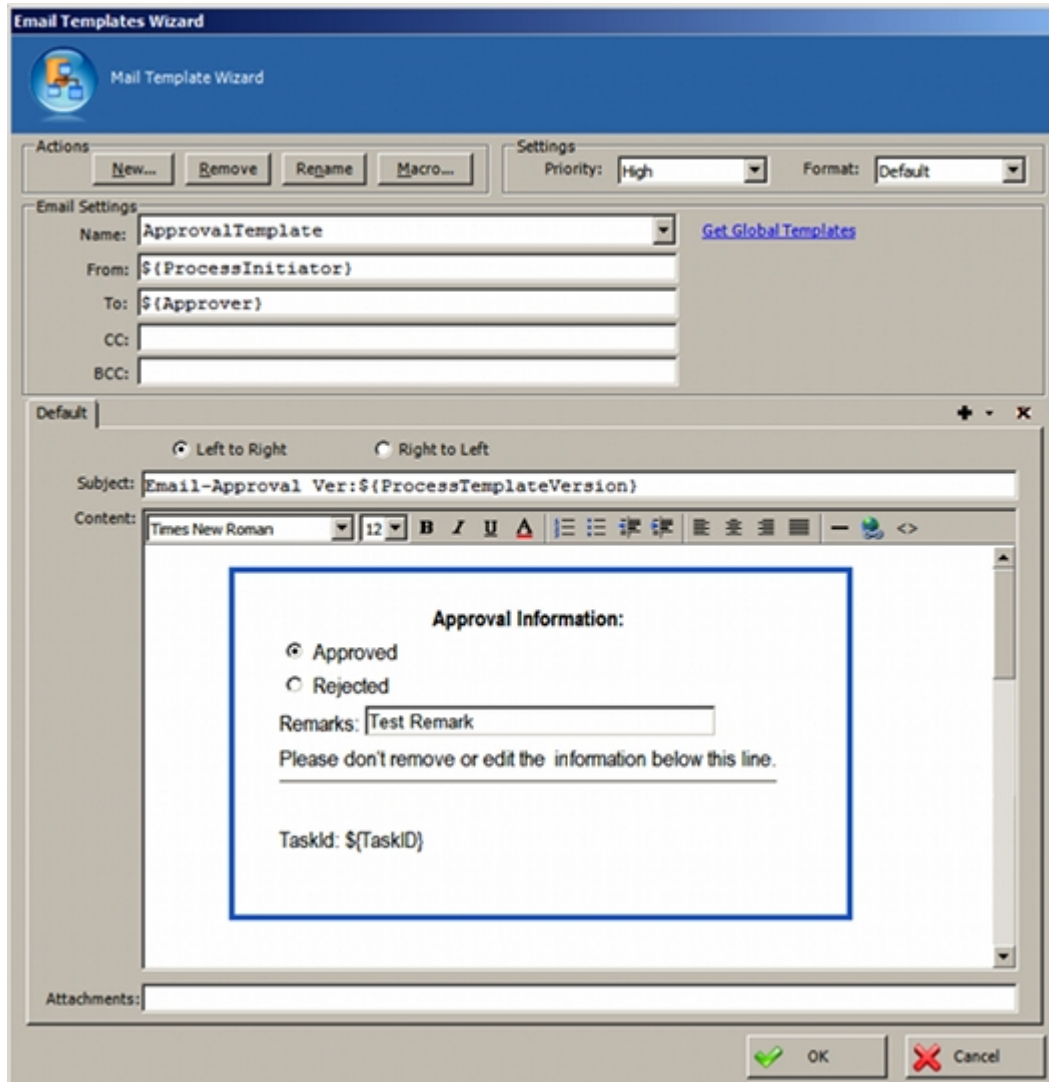 Email Templates Wizard
Mail Template Wizard
Actions
New... Remove Rename Macro...
Settings
Priority: High Format: Default
Email Settings
Name: ApprovalTemplate Get Global Templates
From: ${ProcessInitiator}
To: ${Approver}
CC:
BCC:
Default
Left to Right Right to Left
Subject: Email-Approval Ver:${ProcessTemplateVersion}
Content: Times New Roman 12 B I U A <>
Approval Information:
Approved
Rejected
Remarks: Test Remark
Please don't remove or edit the information below this line.
TaskId: ${TaskID}
Attachments:
OK Cancel